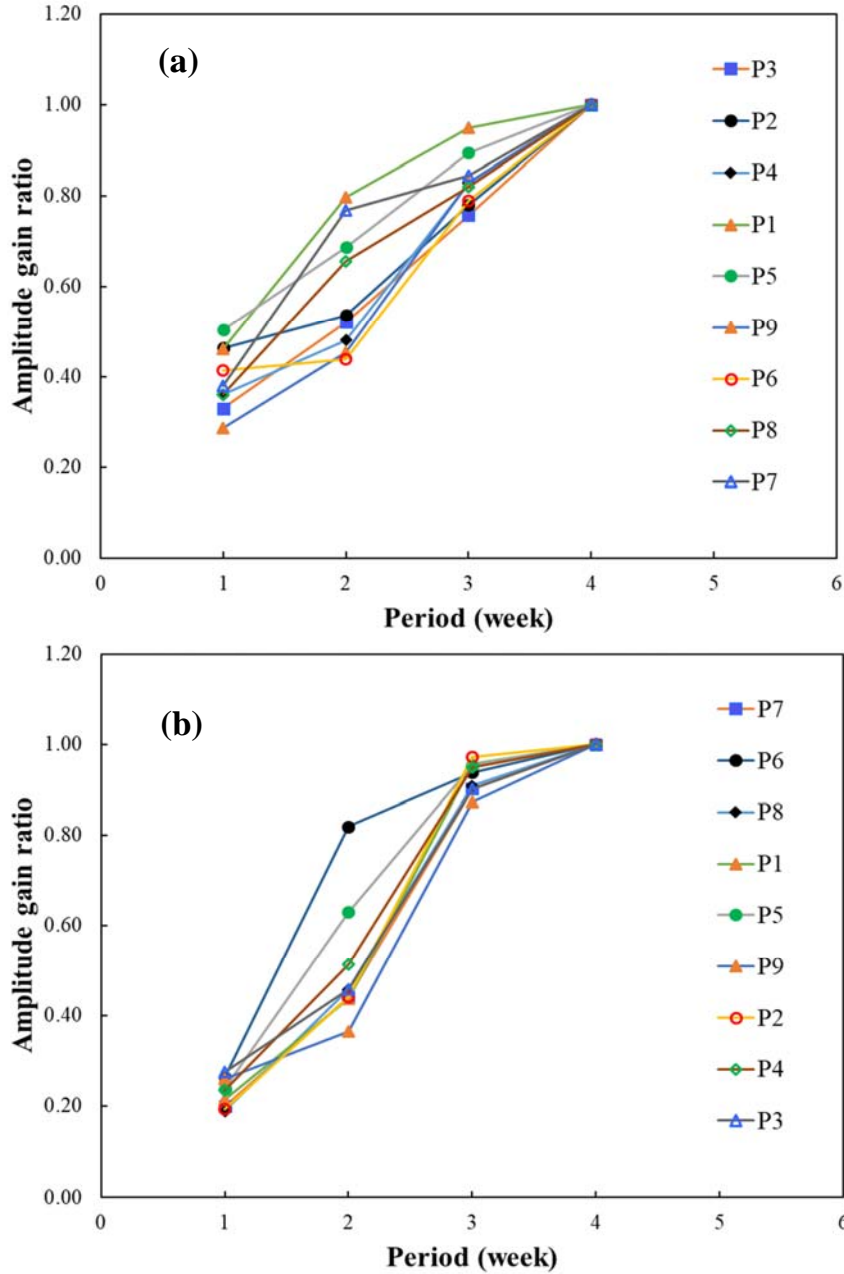 1.20
(a)
P3
1.00
P2
P4
0.80
P1
0.60
P5
P9
0.40
P6
P8
0.20
P7
0.00
0 1 2 3 4 5 6
Amplitude gain ratio
Period (week)
1.20
(b)
P7
1.00
P6
P8
0.80
P1
0.60
P5
P9
0.40
P2
P4
0.20
P3
0.00
0 1 2 3 4 5 6
Amplitude gain ratio
Period (week)